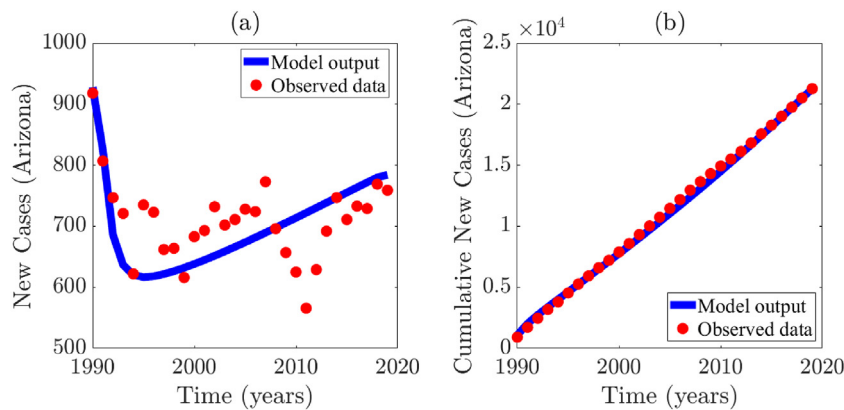 (a)
New Cases (Arizona)
1000
900
800
700
600
500
1990
2000
2010
2020
Time (years)
Model output
Observed data
(b)
×10⁴
Cumulative New Cases (Arizona)
2.5
2
1.5
1
0.5
0
1990
2000
2010
2020
Time (years)
Model output
Observed data